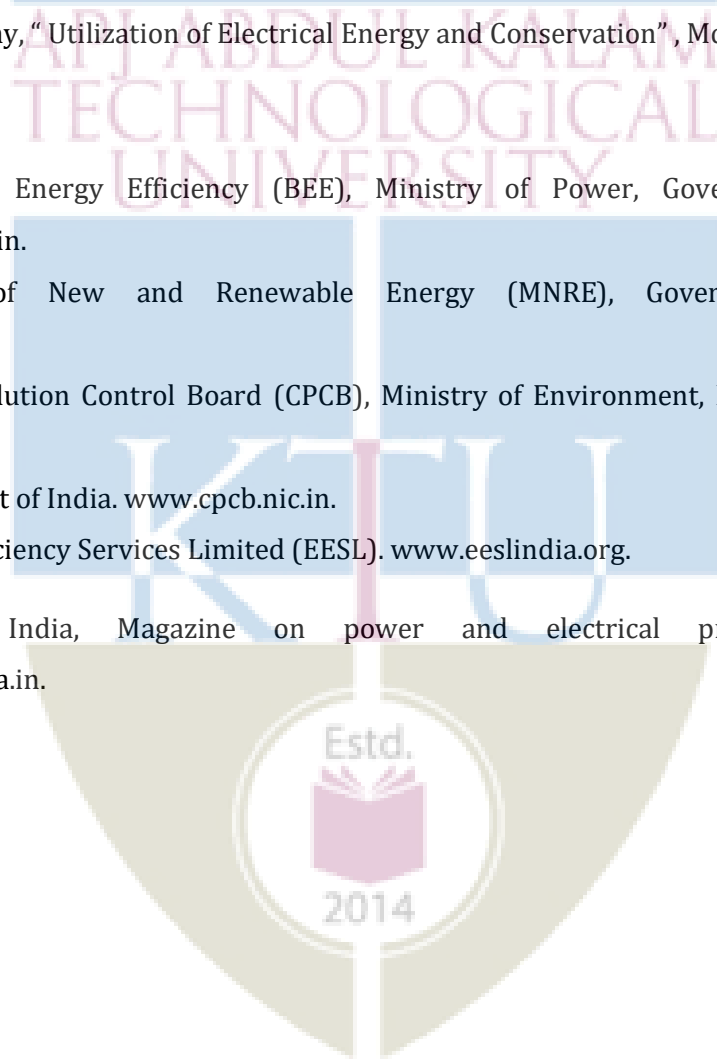 ay, “ Utilization of Electrical Energy and Conservation” , Mc
APJ ABDUL KALAM
TECHNOLOGICAL
UNIVERSITY
Energy Efficiency (BEE), Ministry of Power, Gove
in.
of New and Renewable Energy (MNRE), Gover
lution Control Board (CPCB), Ministry of Environment,
t of India. www.cpcb.nic.in.
KTU
ciency Services Limited (EESL). www.eeslindia.org.
India, Magazine on power and electrical p
a.in.
Estd.
2014